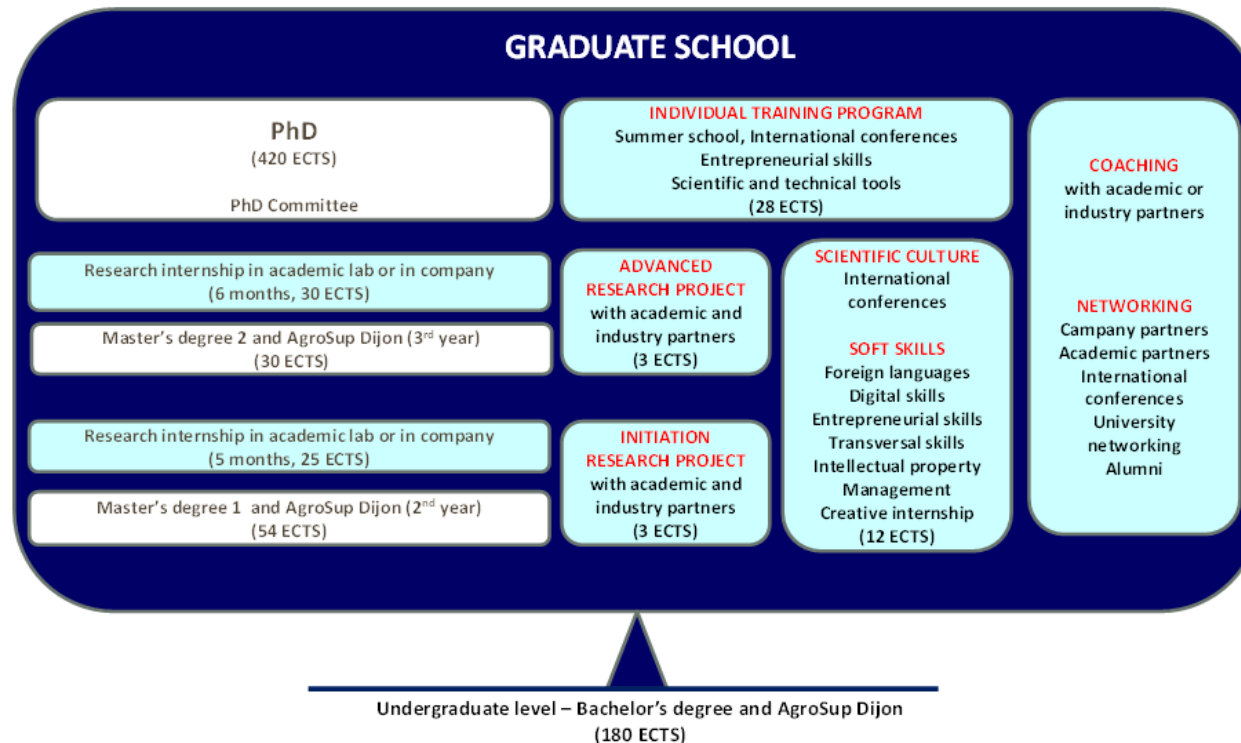 GRADUATE SCHOOL
PhD
(420 ECTS)
PhD Committee
INDIVIDUAL TRAINING PROGRAM
Summer school, International conferences
Entrepreneurial skills
Scientific and technical tools
(28 ECTS)
COACHING
with academic or
industry partners
NETWORKING
Campany partners
Academic partners
International
conferences
University
networking
Alumni
Research internship in academic lab or in company
(6 months, 30 ECTS)
Master's degree 2 and AgroSup Dijon (3rd year)
(30 ECTS)
ADVANCED
RESEARCH PROJECT
with academic and
industry partners
(3 ECTS)
SCIENTIFIC CULTURE
International
conferences
SOFT SKILLS
Foreign languages
Digital skills
Entrepreneurial skills
Transversal skills
Intellectual property
Management
Creative internship
(12 ECTS)
Research internship in academic lab or in company
(5 months, 25 ECTS)
Master's degree 1 and AgroSup Dijon (2nd year)
(54 ECTS)
INITIATION
RESEARCH PROJECT
with academic and
industry partners
(3 ECTS)
Undergraduate level – Bachelor's degree and AgroSup Dijon
(180 ECTS)